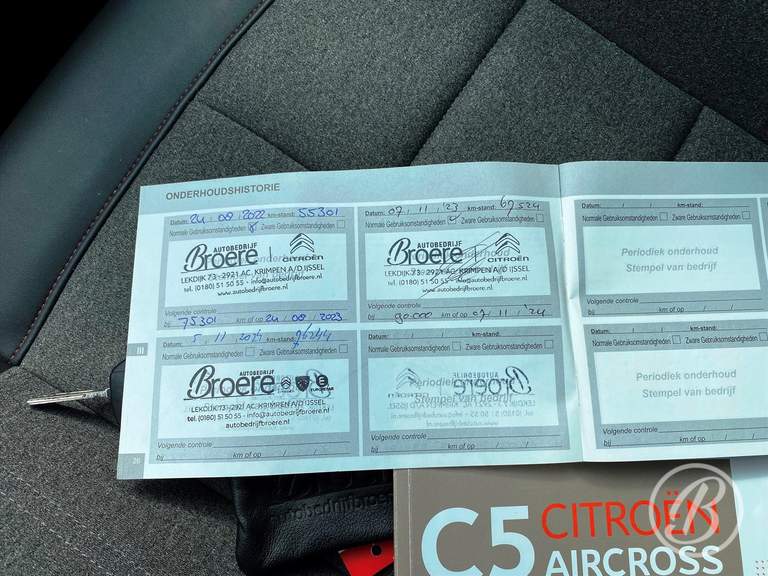 ONDERHOUDSHISTORIE
Datum: 24 / 08 / 2022 km-stand: 55301
Normale Gebruiksomstandigheden Zware Gebruiksomstandigheden
AUTOBEDRIJF
Broere CITROËN
LEKDIJK 73 - 2921 AC KRIMPEN A/D IJSSEL
tel. (0180) 51 50 55 - info@autobedrijfbroere.nl
www.autobedrijfbroere.nl
Volgende controle
bij 75301 km of op 24 / 08 / 2023
Datum: 07 / 11 / '23 km-stand: 69524
Normale Gebruiksomstandigheden Zware Gebruiksomstandigheden
AUTOBEDRIJF
Broere CITROËN
LEKDIJK 73 - 2921 AC KRIMPEN A/D IJSSEL
tel. (0180) 51 50 55 - info@autobedrijfbroere.nl
www.autobedrijfbroere.nl
Volgende controle
bij 90.000 km of op 07 / 11 / '24
Datum: / / km-stand:
Normale Gebruiksomstandigheden Zware Gebruiksomstandigheden
Periodiek onderhoud
Stempel van bedrijf
Volgende controle
bij km of op / /
Datum: 5 / 11 / 2024 km-stand: 96244
Normale Gebruiksomstandigheden Zware Gebruiksomstandigheden
AUTOBEDRIJF
Broere
LEKDIJK 73 - 2921 AC KRIMPEN A/D IJSSEL
tel. (0180) 51 50 55 - info@autobedrijfbroere.nl
autobedrijfbroere.nl
Volgende controle
bij km of op / /
Datum: / / km-stand:
Normale Gebruiksomstandigheden Zware Gebruiksomstandigheden
Periodiek onderhoud
Stempel van bedrijf
Volgende controle
bij km of op / /
Datum: / / km-stand:
Normale Gebruiksomstandigheden Zware Gebruiksomstandigheden
Periodiek onderhoud
Stempel van bedrijf
Volgende controle
bij km of op / /
III
26
C5 CITROËN
AIRCROSS
B